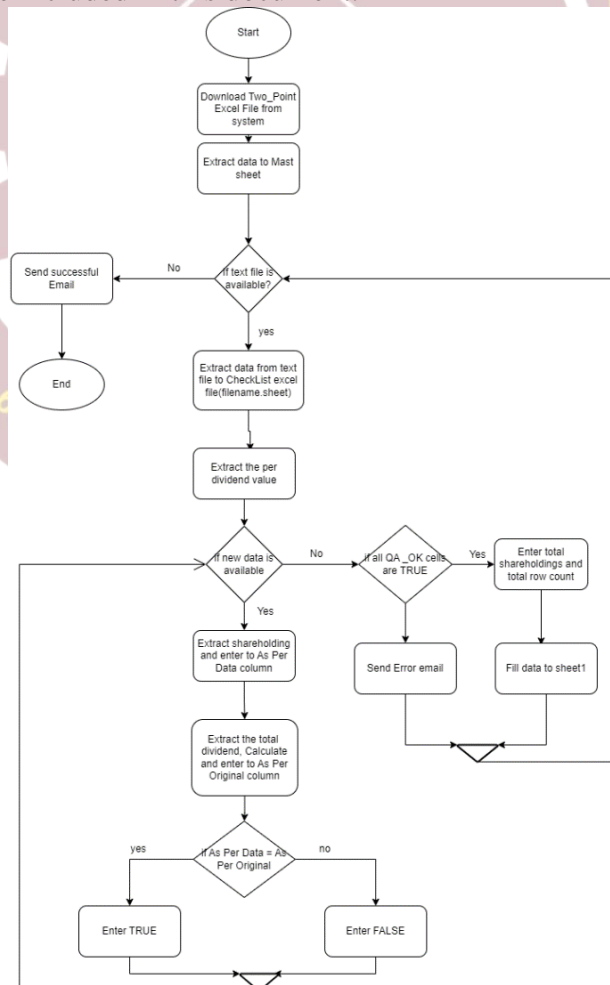 Start
Download Two_Point
Excel File from
system
Extract data to Mast
sheet
If text file is
available?
No
Send successful
Email
End
yes
Extract data from text
file to CheckList excel
file(filename.sheet)
Extract the per
dividend value
If new data is
available
No
if all QA _OK cells
are TRUE
Yes
Enter total
shareholdings and
total row count
Yes
Extract shareholding
and enter to As Per
Data column
Send Error email
Fill data to sheet1
Extract the total
dividend, Calculate
and enter to As Per
Original column
if As Per Data = As
Per Original
yes
no
Enter TRUE
Enter FALSE